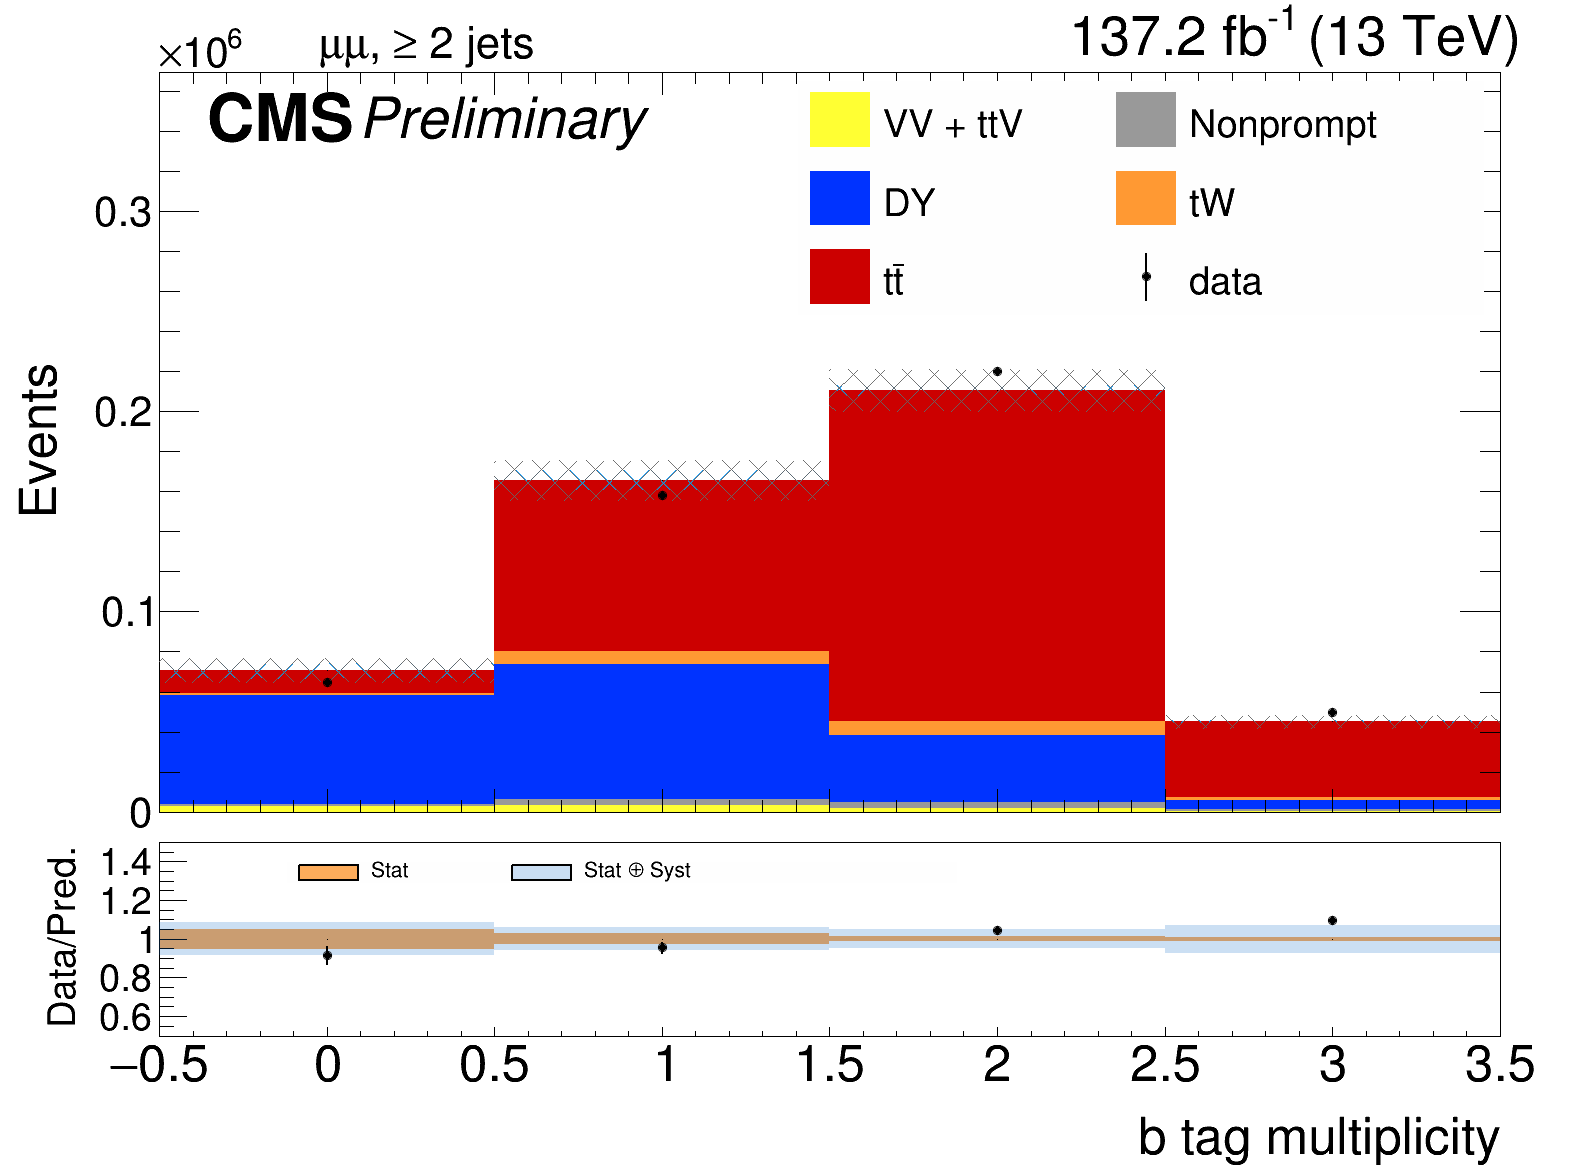 ×10⁶ μμ, ≥ 2 jets 137.2 fb⁻¹ (13 TeV)
CMS Preliminary
VV + ttV Nonprompt
DY tW
tt̄ data
Events
0.3
0.2
0.1
0
Data/Pred.
Stat Stat ⊕ Syst
1.4
1.2
1
0.8
0.6
−0.5 0 0.5 1 1.5 2 2.5 3 3.5
b tag multiplicity